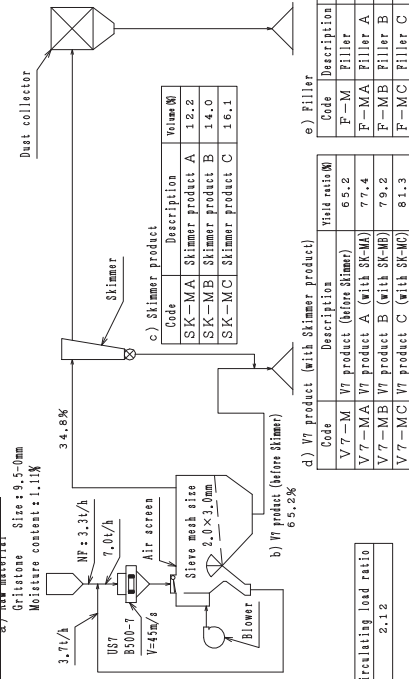 a) Raw material
Gritstone Size：9.5-0mm
Moisture content：1.11%
NF：3.3t/h
7.0t/h
3.7t/h
US7
B500-7
V=45m/s
Air screen
Sieve mesh size
2.0×3.0mm
Blower
b) V7 product (before Skimmer)
65.2%
34.8%
Skimmer
Dust collector
c) Skimmer product
Code Description Volume(%)
SK-MA Skimmer product A 12.2
SK-MB Skimmer product B 14.0
SK-MC Skimmer product C 16.1
Circulating load ratio
2.12
d) V7 product (with Skimmer product)
Code Description Yield ratio(%)
V7-M V7 product (before Skimmer) 65.2
V7-MA V7 product A (with SK-MA) 77.4
V7-MB V7 product B (with SK-MB) 79.2
V7-MC V7 product C (with SK-MC) 81.3
e) Filler
Code Description
F-M Filler
F-MA Filler A
F-MB Filler B
F-MC Filler C